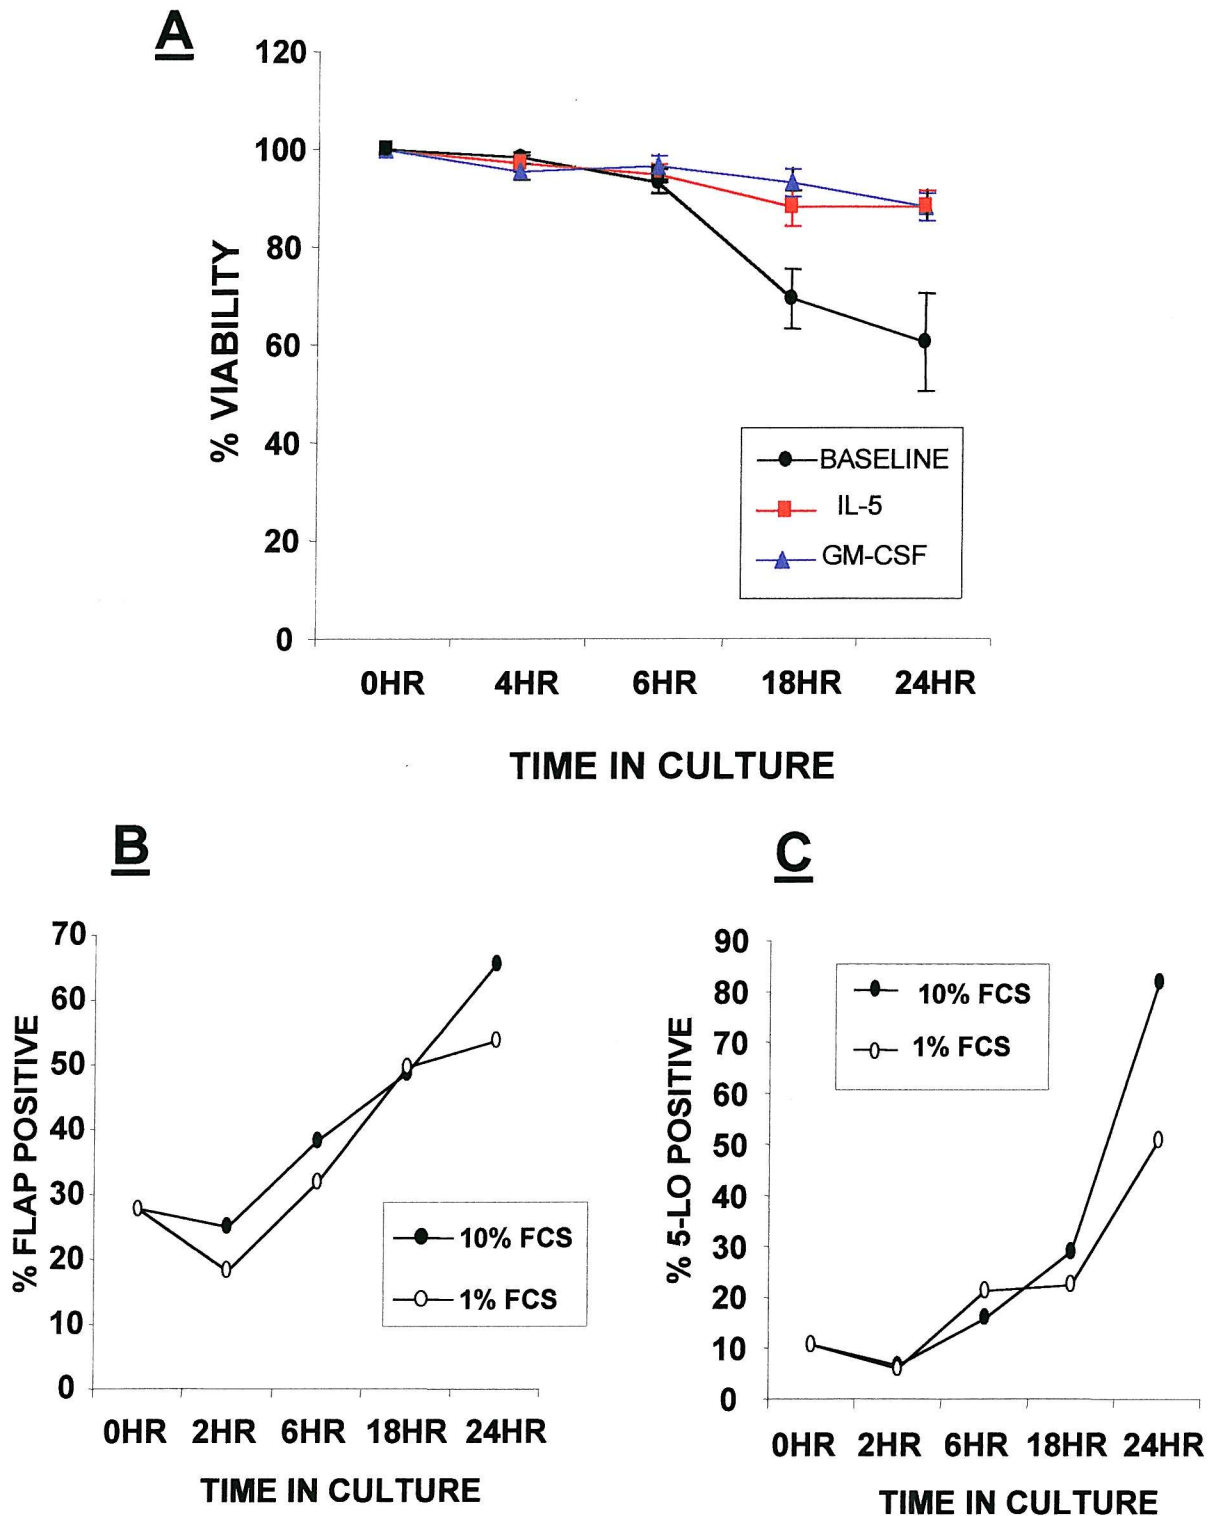 A
120
100
80
60
40
20
0
% VIABILITY
BASELINE
IL-5
GM-CSF
0HR 4HR 6HR 18HR 24HR
TIME IN CULTURE
B
70
60
50
40
30
20
10
0
% FLAP POSITIVE
10% FCS
1% FCS
0HR 2HR 6HR 18HR 24HR
TIME IN CULTURE
C
90
80
70
60
50
40
30
20
10
0
% 5-LO POSITIVE
10% FCS
1% FCS
0HR 2HR 6HR 18HR 24HR
TIME IN CULTURE